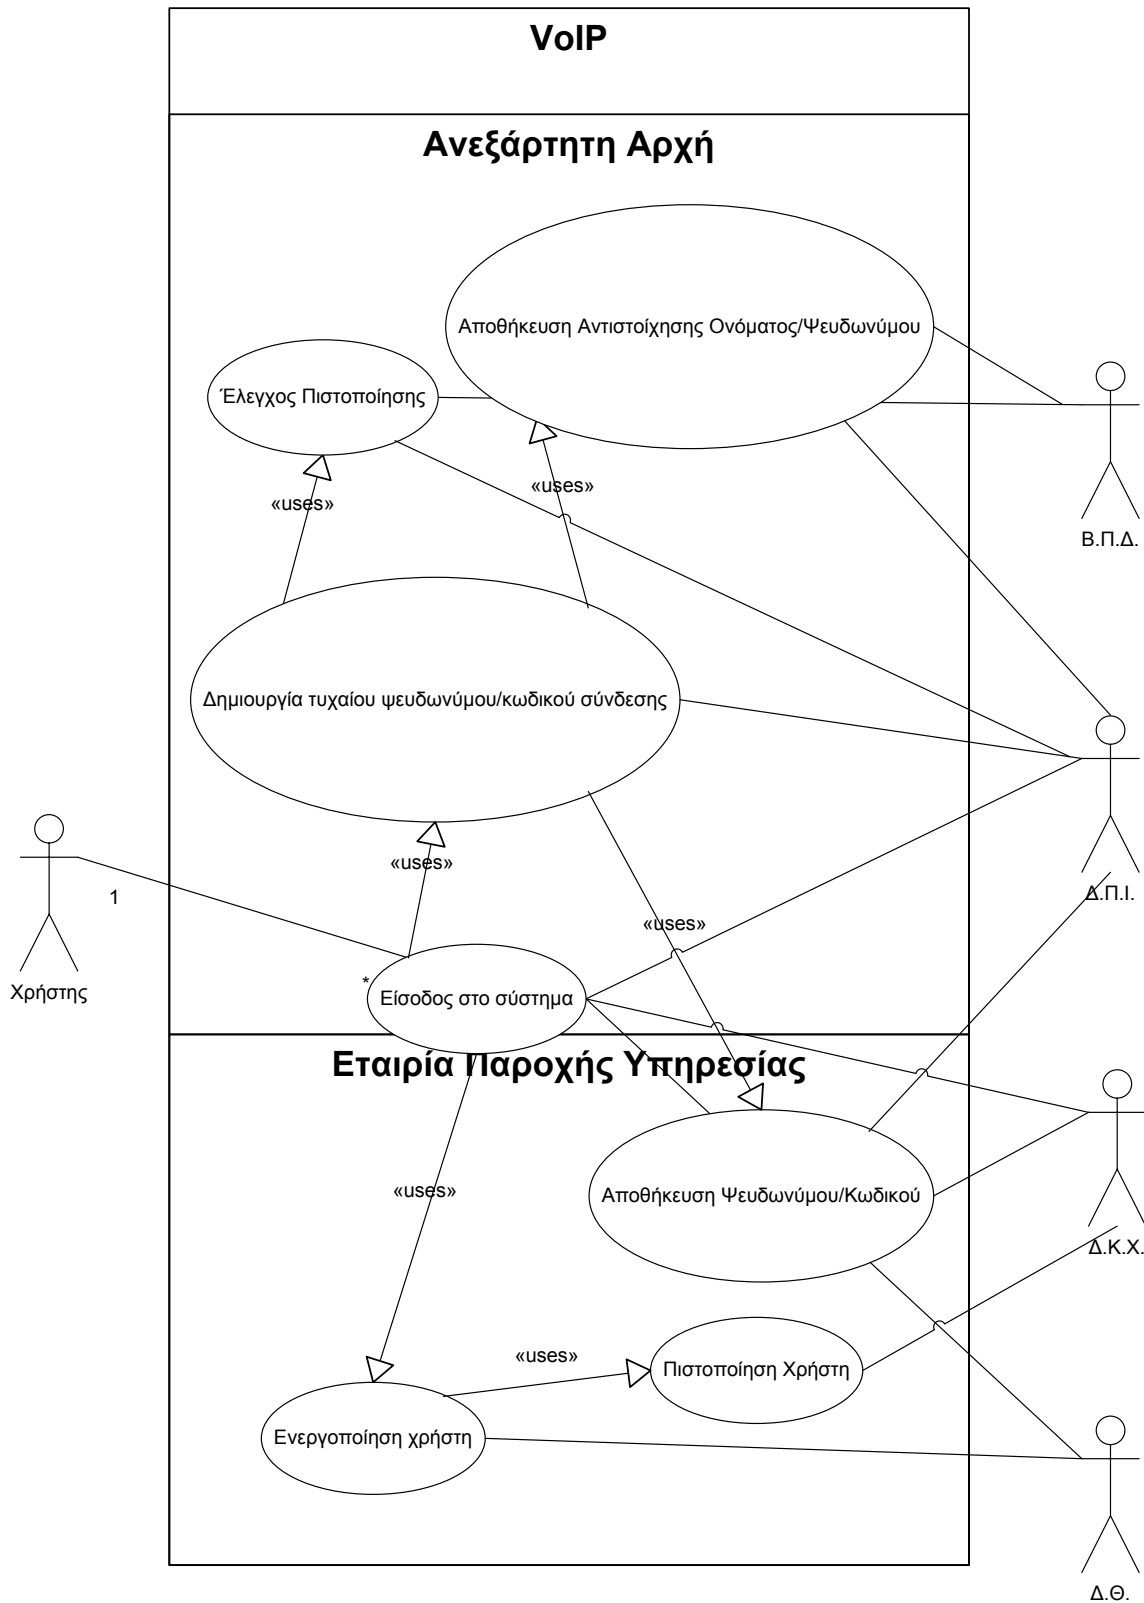 VoIP
Ανεξάρτητη Αρχή
Αποθήκευση Αντιστοίχησης Ονόματος/Ψευδωνύμου
Έλεγχος Πιστοποίησης
«uses»
«uses»
Β.Π.Δ.
Δημιουργία τυχαίου ψευδωνύμου/κωδικού σύνδεσης
«uses»
1
Δ.Π.Ι.
«uses»
*
Χρήστης
Είσοδος στο σύστημα
Εταιρία Παροχής Υπηρεσίας
«uses»
Αποθήκευση Ψευδωνύμου/Κωδικού
Δ.Κ.Χ.
«uses»
Πιστοποίηση Χρήστη
Ενεργοποίηση χρήστη
Δ.Θ.